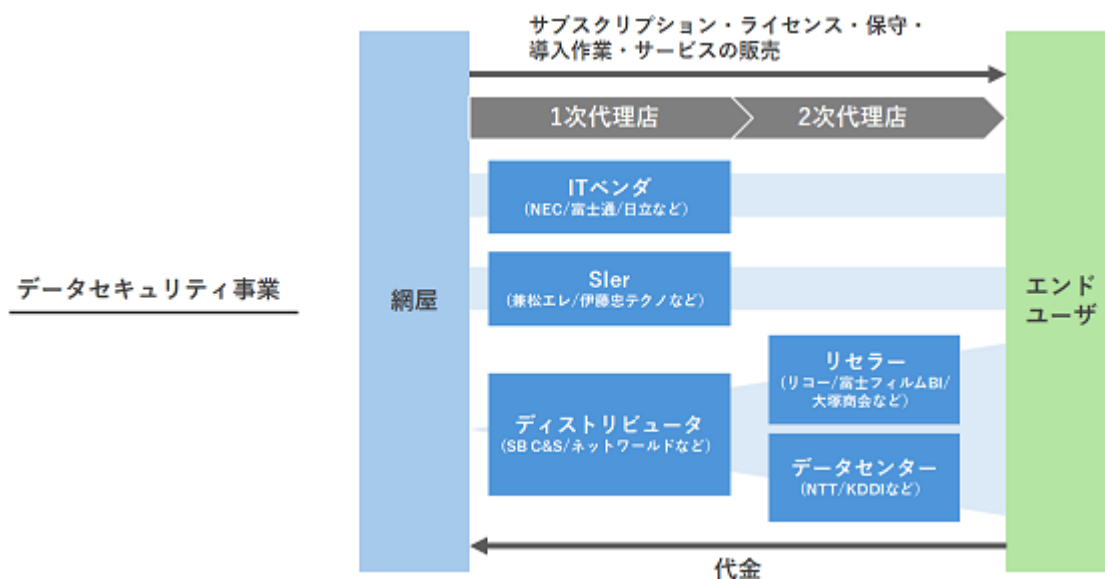 サブスクリプション・ライセンス・保守・
導入作業・サービスの販売
1次代理店
2次代理店
ITベンダ
(NEC/富士通/日立など)
SIer
(兼松エレ/伊藤忠テクノなど)
データセキュリティ事業
網屋
エンド
ユーザ
リセラー
(リコー/富士フィルムBI/
大塚商会など)
ディストリビュータ
(SB C&S/ネットワールドなど)
データセンター
(NTT/KDDIなど)
代金